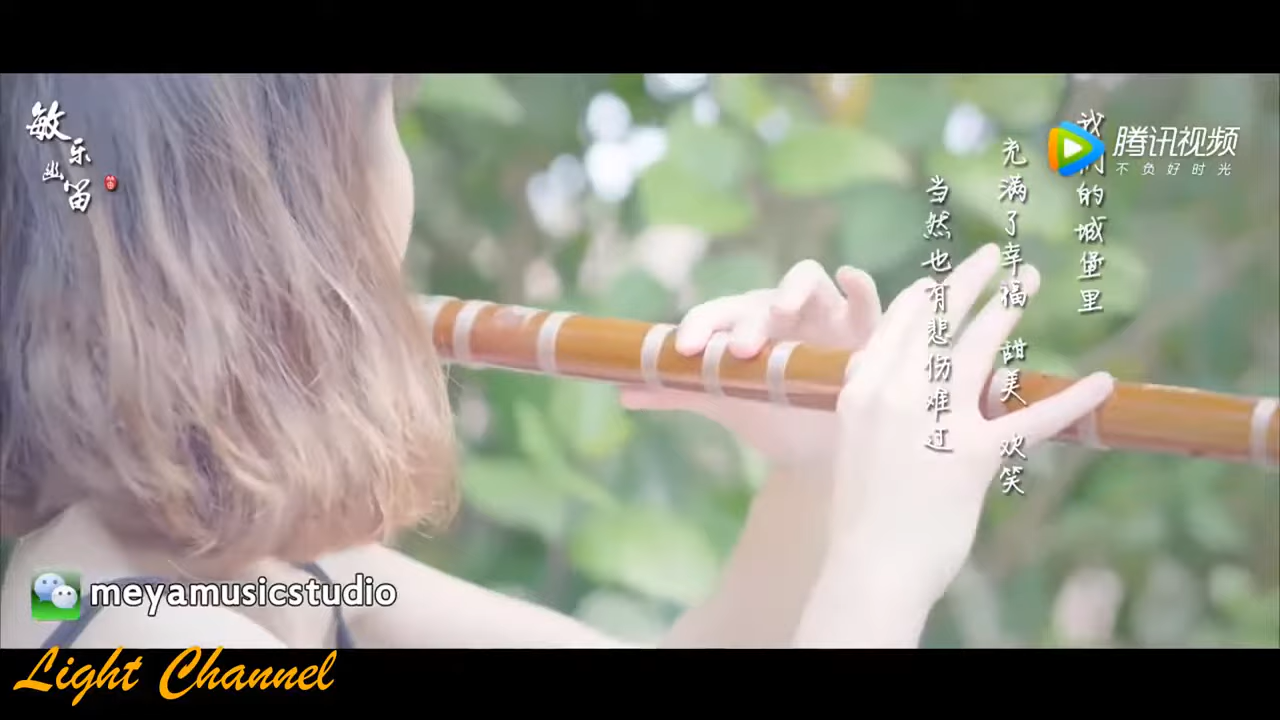 敏
乐
幽
笛
我们的城堡里
充满了幸福 甜美 欢笑
当然也有悲伤难过
腾讯视频
不负好时光
meyamusicstudio
Light Channel